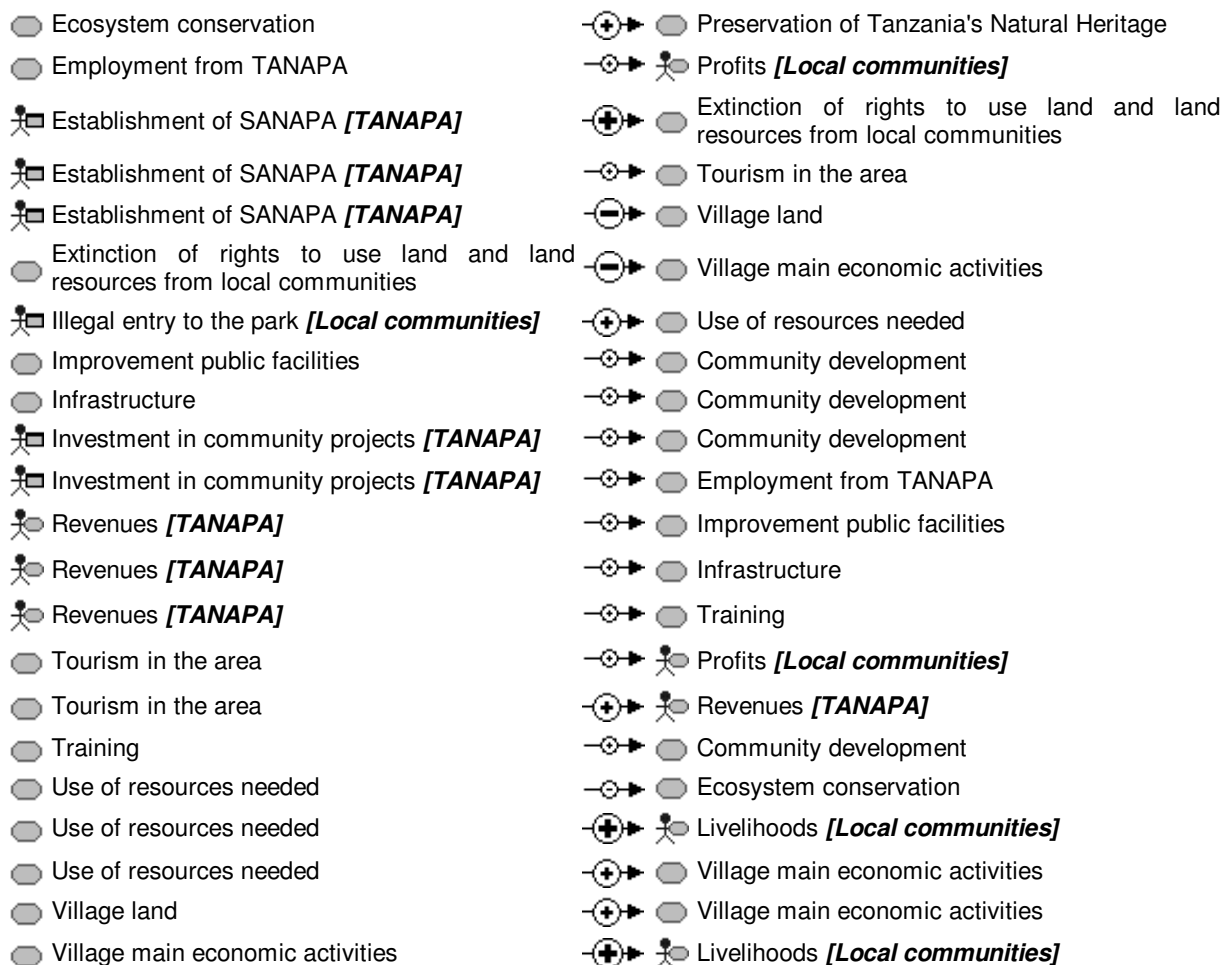 Ecosystem conservation Preservation of Tanzania's Natural Heritage
Employment from TANAPA Profits [Local communities]
Establishment of SANAPA [TANAPA] Extinction of rights to use land and land
resources from local communities
Establishment of SANAPA [TANAPA] Tourism in the area
Establishment of SANAPA [TANAPA] Village land
Extinction of rights to use land and land
resources from local communities Village main economic activities
Illegal entry to the park [Local communities] Use of resources needed
Improvement public facilities Community development
Infrastructure Community development
Investment in community projects [TANAPA] Community development
Investment in community projects [TANAPA] Employment from TANAPA
Revenues [TANAPA] Improvement public facilities
Revenues [TANAPA] Infrastructure
Revenues [TANAPA] Training
Tourism in the area Profits [Local communities]
Tourism in the area Revenues [TANAPA]
Training Community development
Use of resources needed Ecosystem conservation
Use of resources needed Livelihoods [Local communities]
Use of resources needed Village main economic activities
Village land Village main economic activities
Village main economic activities Livelihoods [Local communities]